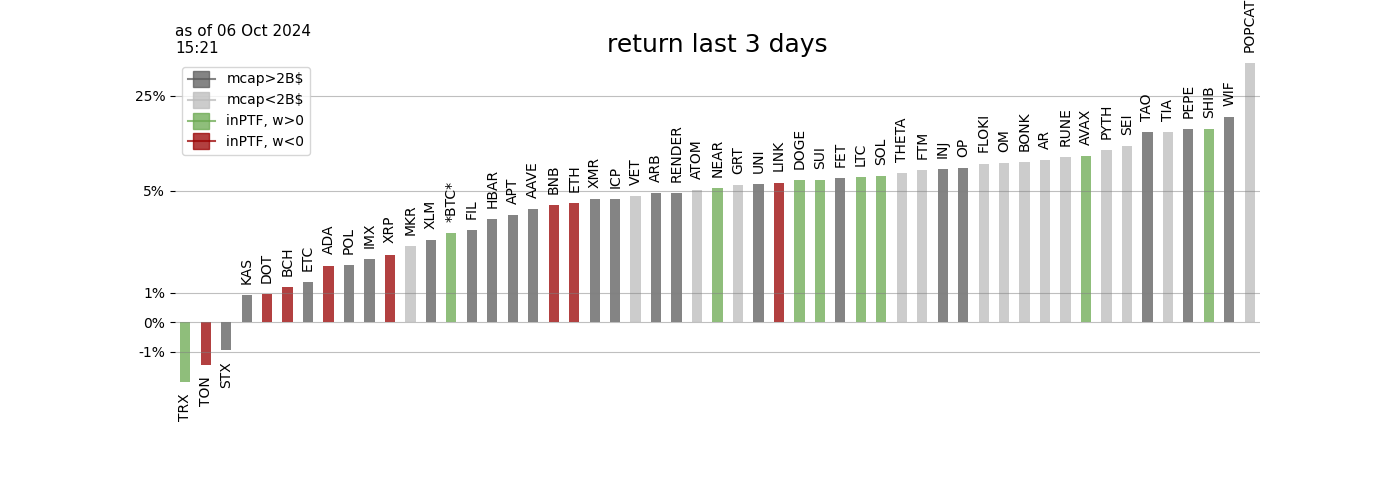 as of 06 Oct 2024
15:21
return last 3 days
mcap>2B$
mcap<2B$
inPTF, w>0
inPTF, w<0
25%
5%
1%
0%
-1%
TRX
TON
STX
KAS
DOT
BCH
ETC
ADA
POL
IMX
XRP
MKR
XLM
*BTC*
FIL
HBAR
APT
AAVE
BNB
ETH
XMR
ICP
VET
ARB
RENDER
ATOM
NEAR
GRT
UNI
LINK
DOGE
SUI
FET
LTC
SOL
THETA
FTM
INJ
OP
FLOKI
OM
BONK
AR
RUNE
AVAX
PYTH
SEI
TAO
TIA
PEPE
SHIB
WIF
POPCAT